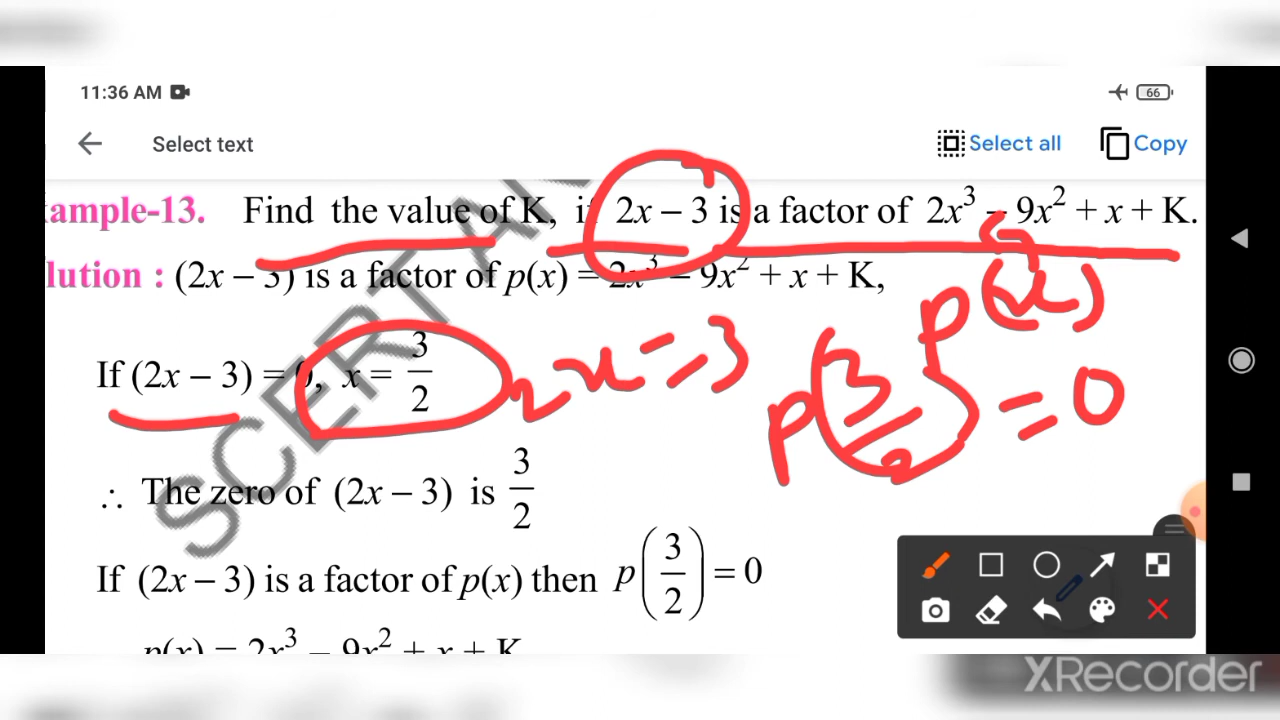 11:36 AM 66
Select text Select all Copy
ample-13. Find the value of K, if 2x – 3 is a factor of 2x³ – 9x² + x + K.
lution : (2x – 3) is a factor of p(x) = 2x³ – 9x² + x + K,
p(x)
If (2x – 3) = 0, x = 3/2 2x = 3 p(3/2) = 0
∴ The zero of (2x – 3) is 3/2
If (2x – 3) is a factor of p(x) then p(3/2) = 0
p(x) = 2x³ – 9x² + x + K
SCERT
XRecorder